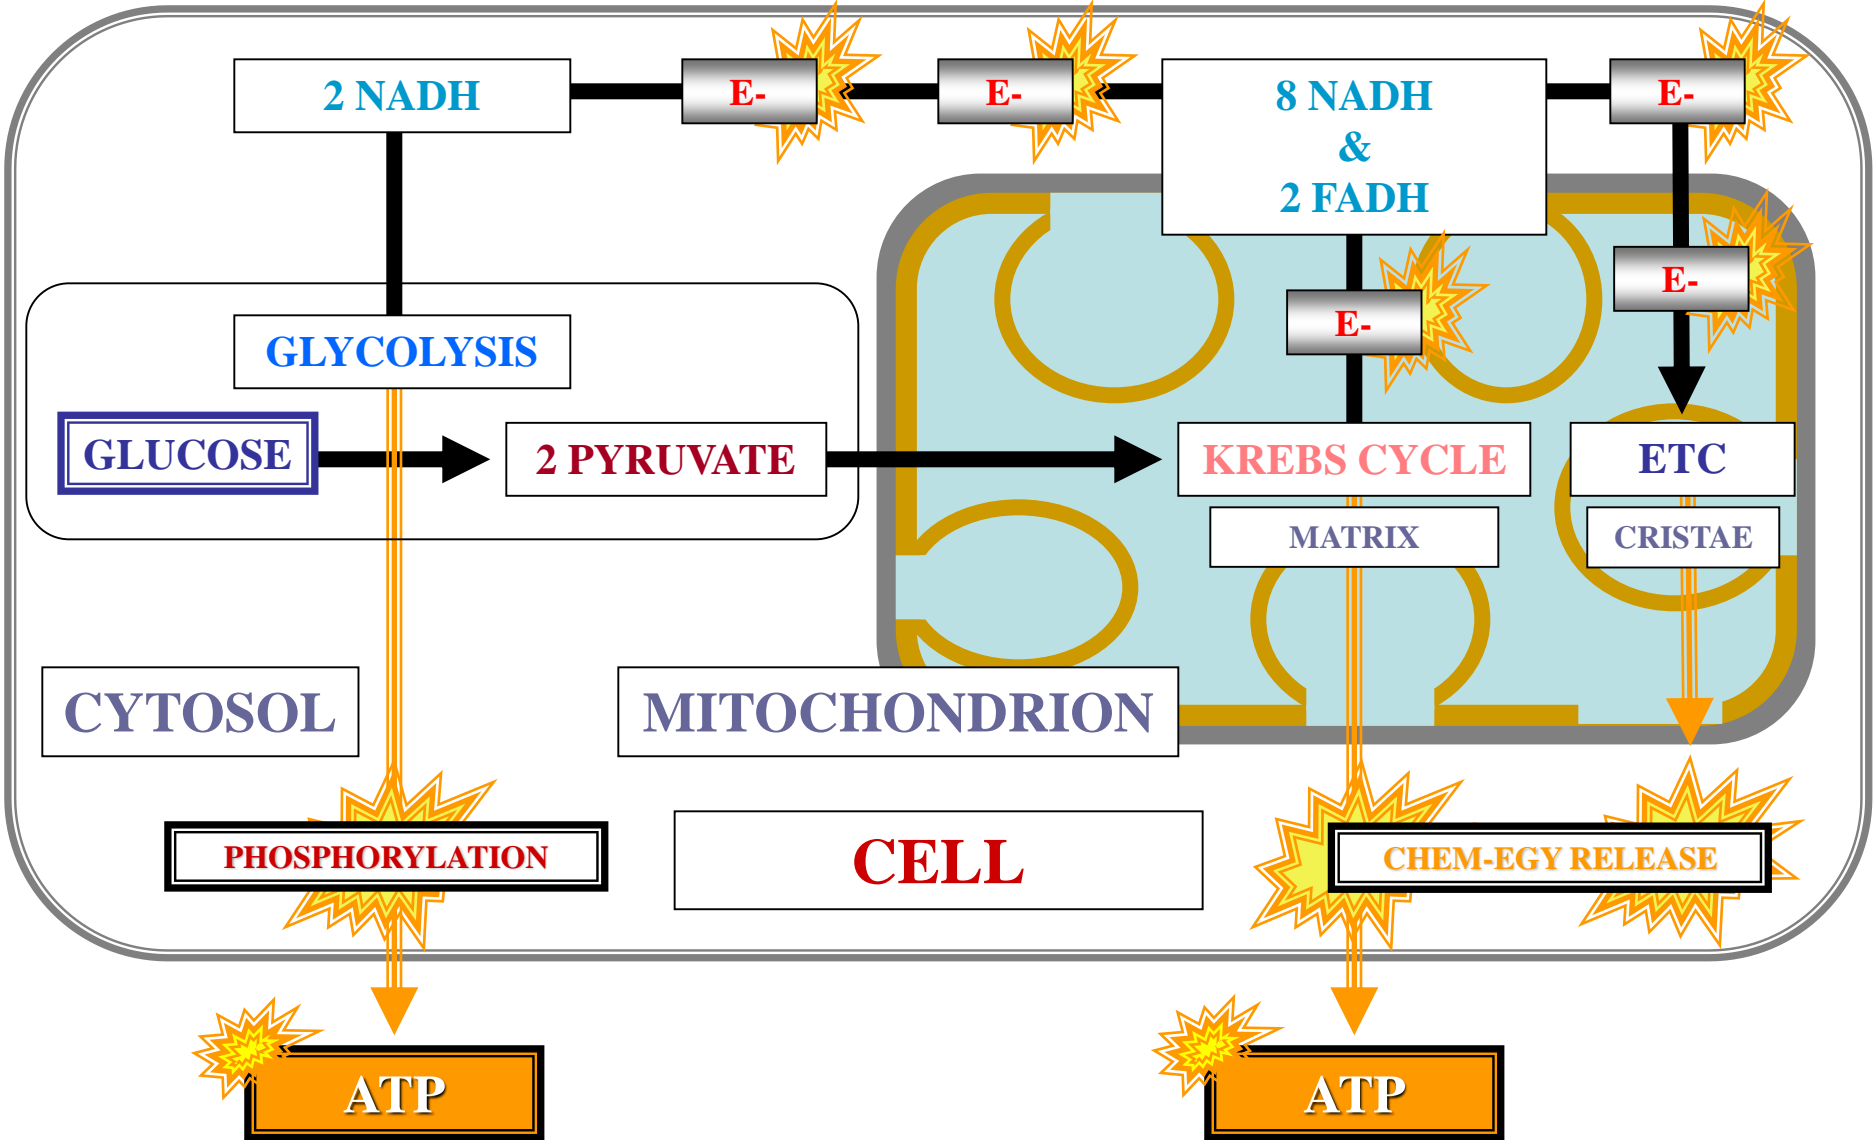 2 NADH
E-
E-
8 NADH
&
2 FADH
E-
E-
E-
GLYCOLYSIS
GLUCOSE
2 PYRUVATE
KREBS CYCLE
ETC
MATRIX
CRISTAE
CYTOSOL
MITOCHONDRION
PHOSPHORYLATION
CELL
CHEM-EGY RELEASE
ATP
ATP